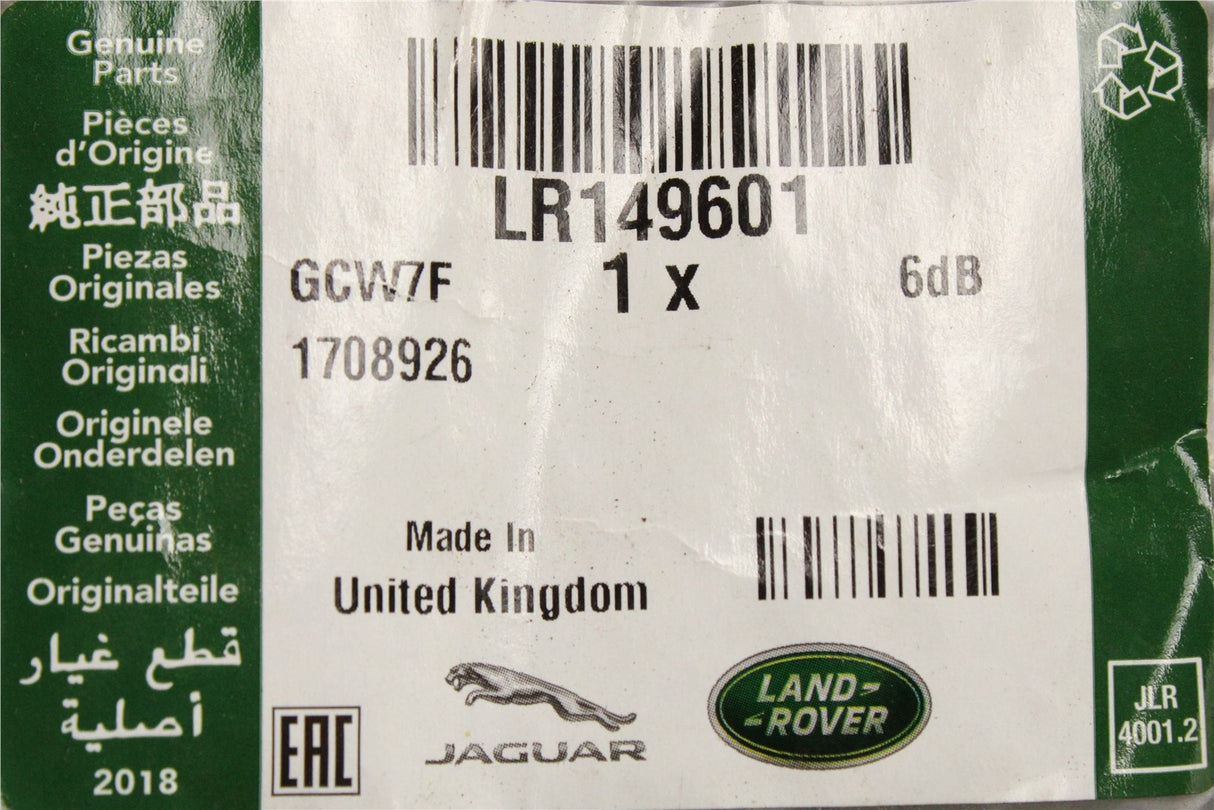 Genuine
Parts
Pièces
d'Origine
純正部品
Piezas
Originales
Ricambi
Originali
Originele
Onderdelen
Peças
Genuinas
Originalteile
قطع غيار
أصلية
2018
LR149601
GCW7F 1 x 6dB
1708926
Made In
United Kingdom
EAC
JAGUAR
LAND-
-ROVER
JLR
4001.2